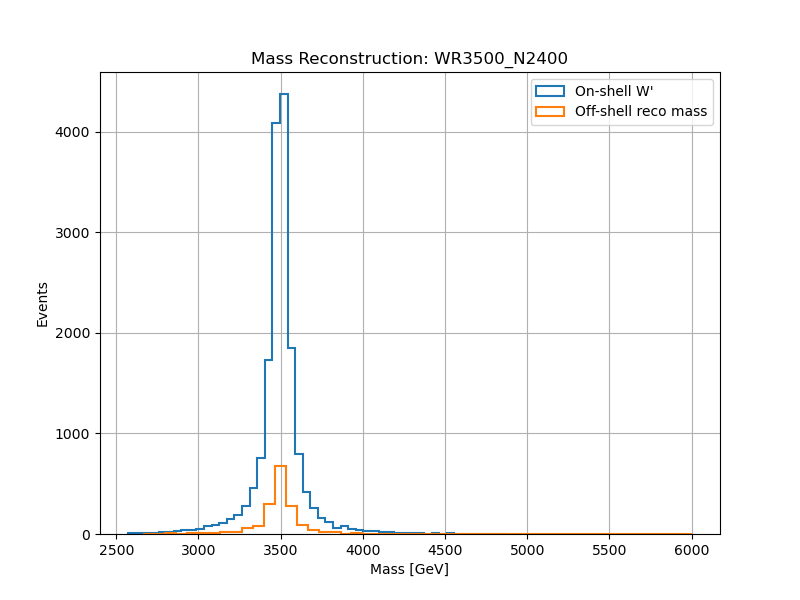 Mass Reconstruction: WR3500_N2400
On-shell W'
Off-shell reco mass
Events
4000
3000
2000
1000
0
2500 3000 3500 4000 4500 5000 5500 6000
Mass [GeV]